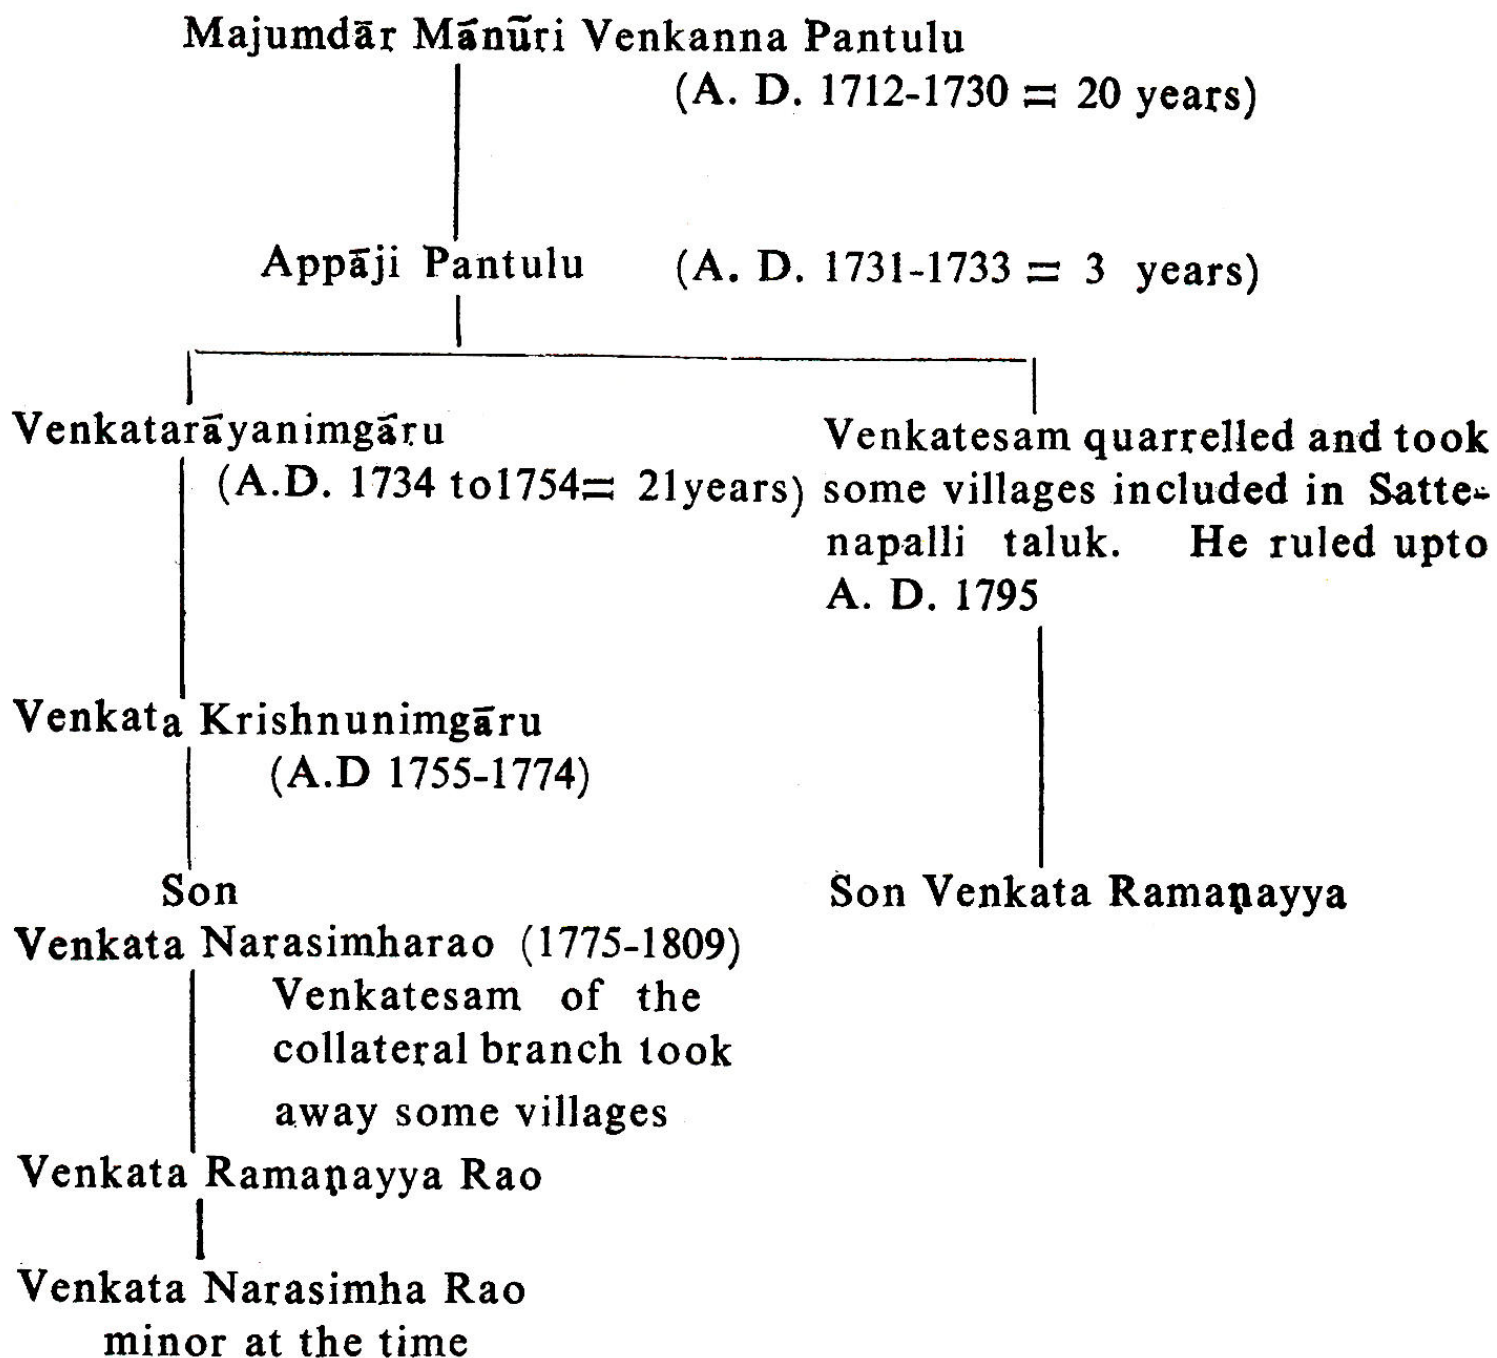 Majumdār Mānūri Venkanna Pantulu
(A. D. 1712-1730 = 20 years)
Appāji Pantulu (A. D. 1731-1733 = 3 years)
Venkatarāyanimgāru
(A.D. 1734 to1754= 21years)
Venkatesam quarrelled and took
some villages included in Satte-
napalli taluk. He ruled upto
A. D. 1795
Venkata Krishnunimgāru
(A.D 1755-1774)
Son
Venkata Narasimharao (1775-1809)
Venkatesam of the
collateral branch took
away some villages
Son Venkata Ramaṇayya
Venkata Ramaṇayya Rao
Venkata Narasimha Rao
minor at the time